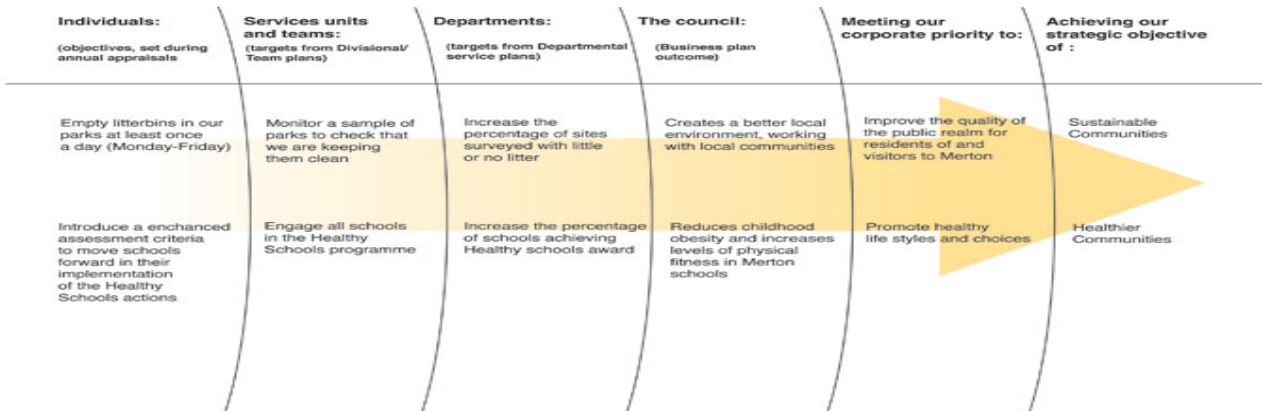 Individuals:
(objectives, set during
annual appraisals
Services units
and teams:
(targets from Divisional/
Team plans)
Departments:
(targets from Departmental
service plans)
The council:
(Business plan
outcome)
Meeting our
corporate priority to:
Achieving our
strategic objective
of :
Empty litterbins in our
parks at least once
a day (Monday-Friday)
Monitor a sample of
parks to check that
we are keeping
them clean
Increase the
percentage of sites
surveyed with little
or no litter
Creates a better local
environment, working
with local communities
Improve the quality of
the public realm for
residents of and
visitors to Merton
Sustainable
Communities
Introduce a enchanced
assessment criteria
to move schools
forward in their
implementation
of the Healthy
Schools actions
Engage all schools
in the Healthy
Schools programme
Increase the percentage
of schools achieving
Healthy schools award
Reduces childhood
obesity and increases
levels of physical
fitness in Merton
schools
Promote healthy
life styles and choices
Healthier
Communities